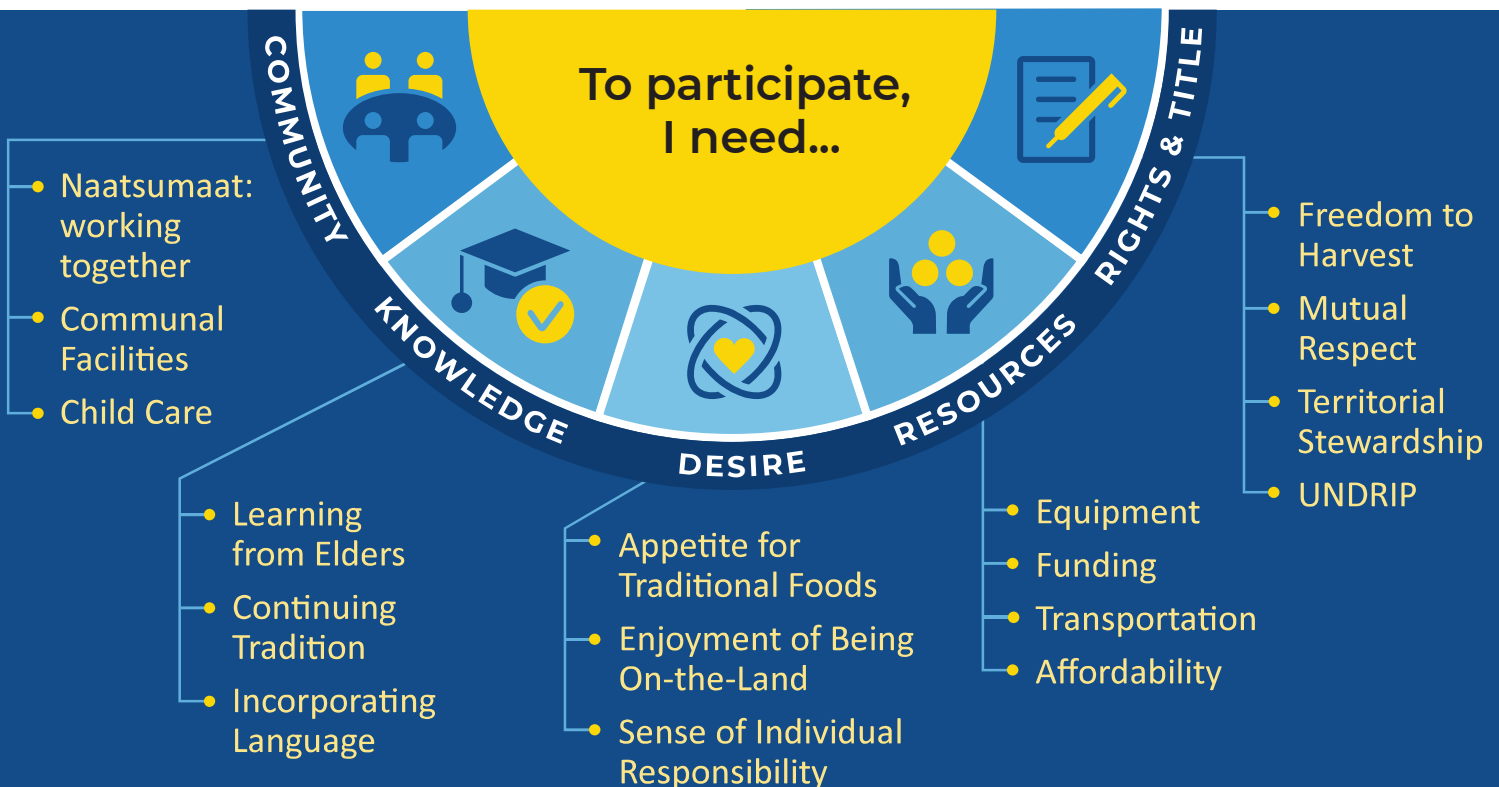 To participate,
I need...
COMMUNITY
Naatsumaat:
working
together
Communal
Facilities
Child Care
KNOWLEDGE
Learning
from Elders
Continuing
Tradition
Incorporating
Language
DESIRE
Appetite for
Traditional Foods
Enjoyment of Being
On-the-Land
Sense of Individual
Responsibility
RESOURCES
Equipment
Funding
Transportation
Affordability
RIGHTS & TITLE
Freedom to
Harvest
Mutual
Respect
Territorial
Stewardship
UNDRIP